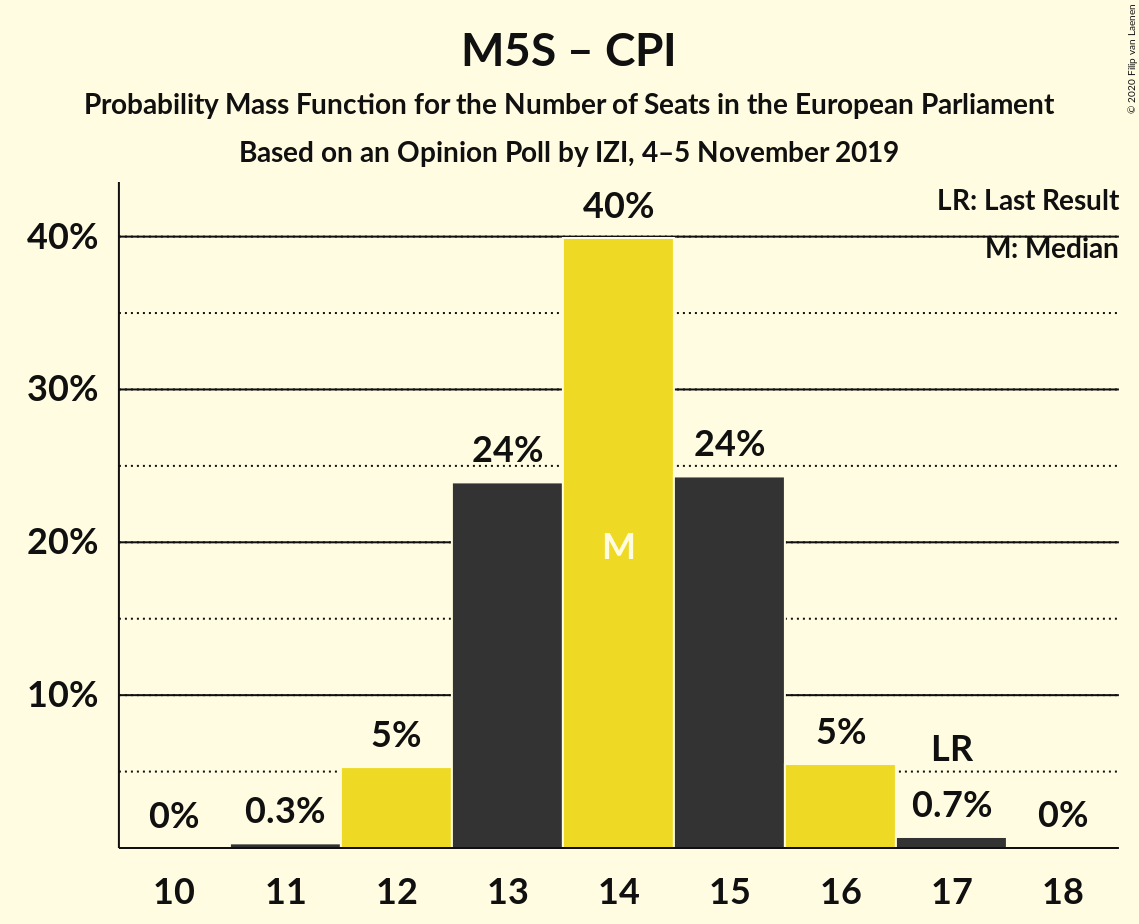 M5S – CPI
Probability Mass Function for the Number of Seats in the European Parliament
Based on an Opinion Poll by IZI, 4–5 November 2019
© 2020 Filip van Laenen
LR: Last Result
M: Median
40%
30%
20%
10%
0%
0.3%
5%
24%
40%
M
24%
5%
LR
0.7%
0%
10 11 12 13 14 15 16 17 18